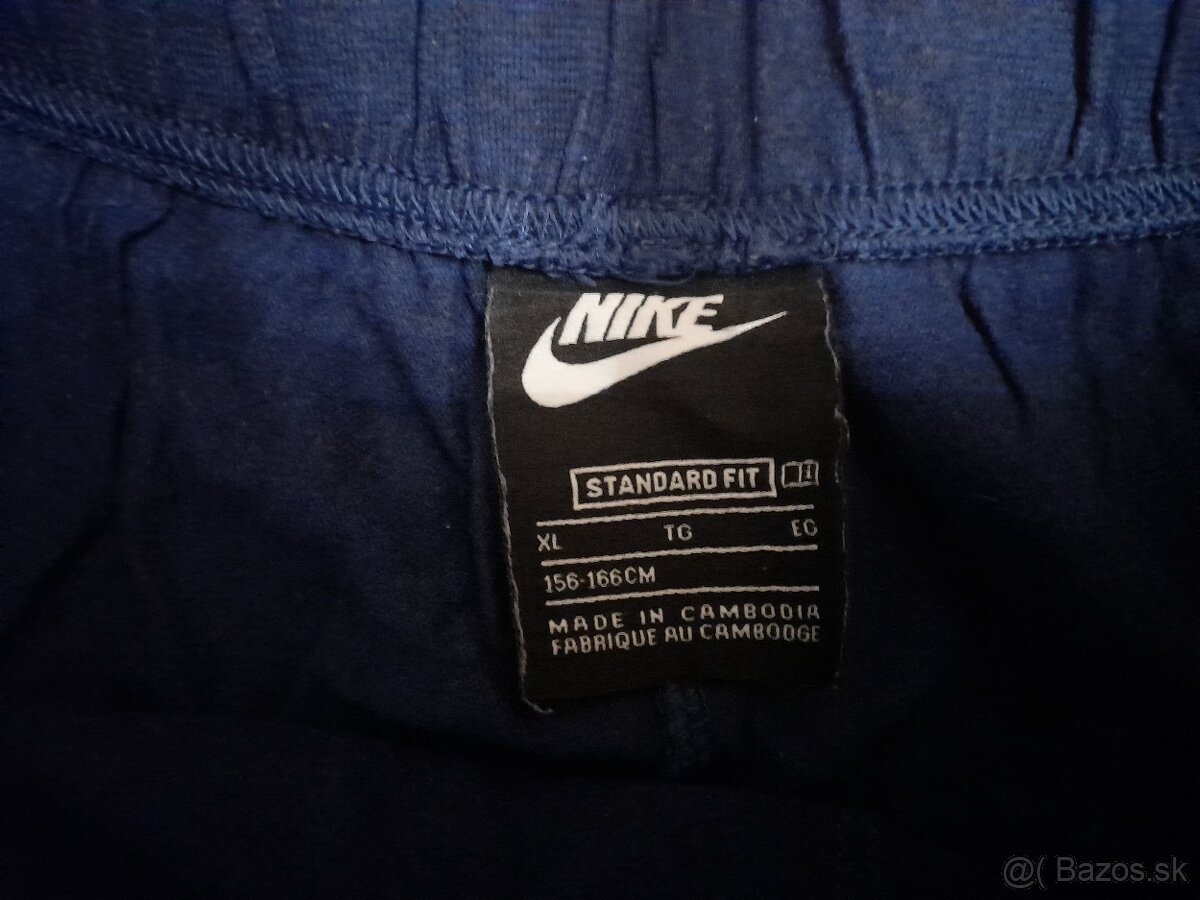 NIKE
STANDARD FIT
XL TG EG
156-166CM
MADE IN CAMBODIA
FABRIQUE AU CAMBODGE
@( Bazos.sk